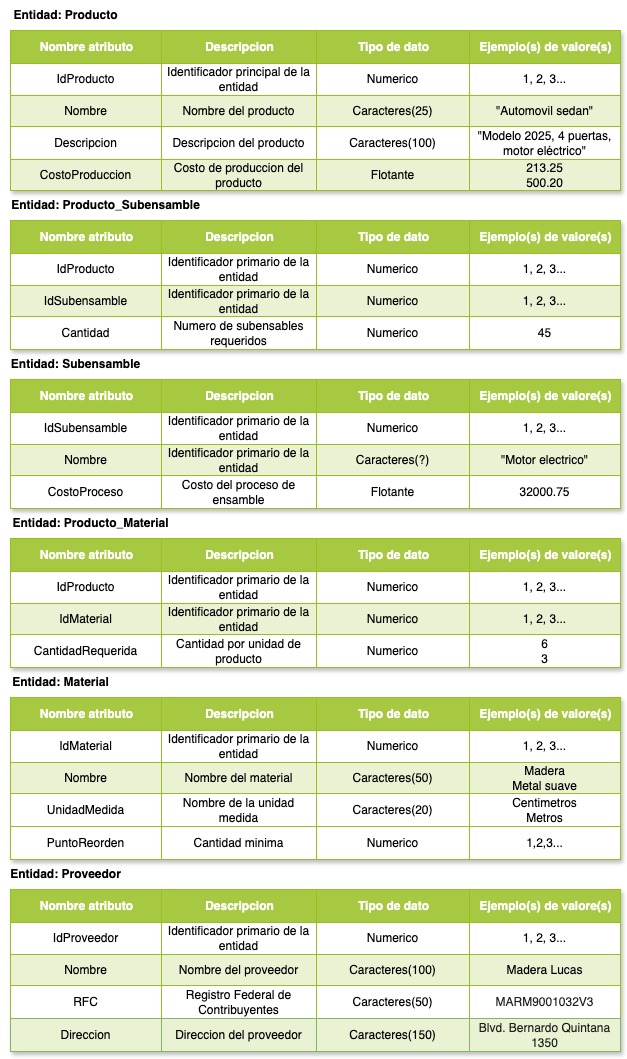 Entidad: Producto
Nombre atributo Descripcion Tipo de dato Ejemplo(s) de valore(s)
IdProducto Identificador principal de la entidad Numerico 1, 2, 3...
Nombre Nombre del producto Caracteres(25) "Automovil sedan"
Descripcion Descripcion del producto Caracteres(100) "Modelo 2025, 4 puertas, motor eléctrico"
CostoProduccion Costo de produccion del producto Flotante 213.25 500.20
Entidad: Producto_Subensamble
Nombre atributo Descripcion Tipo de dato Ejemplo(s) de valore(s)
IdProducto Identificador primario de la entidad Numerico 1, 2, 3...
IdSubensamble Identificador primario de la entidad Numerico 1, 2, 3...
Cantidad Numero de subensables requeridos Numerico 45
Entidad: Subensamble
Nombre atributo Descripcion Tipo de dato Ejemplo(s) de valore(s)
IdSubensamble Identificador primario de la entidad Numerico 1, 2, 3...
Nombre Identificador primario de la entidad Caracteres(?) "Motor electrico"
CostoProceso Costo del proceso de ensamble Flotante 32000.75
Entidad: Producto_Material
Nombre atributo Descripcion Tipo de dato Ejemplo(s) de valore(s)
IdProducto Identificador primario de la entidad Numerico 1, 2, 3...
IdMaterial Identificador primario de la entidad Numerico 1, 2, 3...
CantidadRequerida Cantidad por unidad de producto Numerico 6 3
Entidad: Material
Nombre atributo Descripcion Tipo de dato Ejemplo(s) de valore(s)
IdMaterial Identificador primario de la entidad Numerico 1, 2, 3...
Nombre Nombre del material Caracteres(50) Madera Metal suave
UnidadMedida Nombre de la unidad medida Caracteres(20) Centimetros Metros
PuntoReorden Cantidad minima Numerico 1,2,3...
Entidad: Proveedor
Nombre atributo Descripcion Tipo de dato Ejemplo(s) de valore(s)
IdProveedor Identificador primario de la entidad Numerico 1, 2, 3...
Nombre Nombre del proveedor Caracteres(100) Madera Lucas
RFC Registro Federal de Contribuyentes Caracteres(50) MARM9001032V3
Direccion Direccion del proveedor Caracteres(150) Blvd. Bernardo Quintana 1350